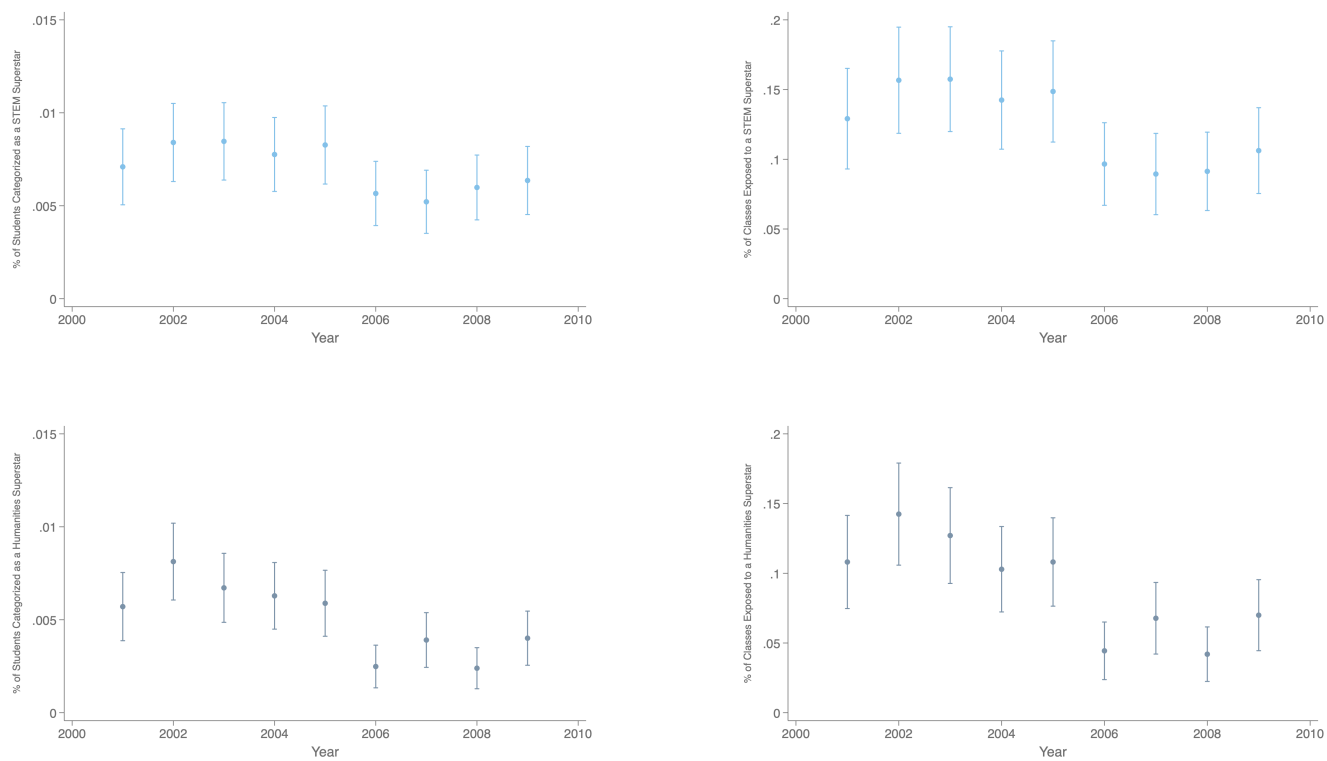 % of Students Categorized as a STEM Superstar
.015
.01
.005
0
2000 2002 2004 2006 2008 2010
Year
% of Classes Exposed to a STEM Superstar
.2
.15
.1
.05
0
2000 2002 2004 2006 2008 2010
Year
% of Students Categorized as a Humanities Superstar
.015
.01
.005
0
2000 2002 2004 2006 2008 2010
Year
% of Classes Exposed to a Humanities Superstar
.2
.15
.1
.05
0
2000 2002 2004 2006 2008 2010
Year